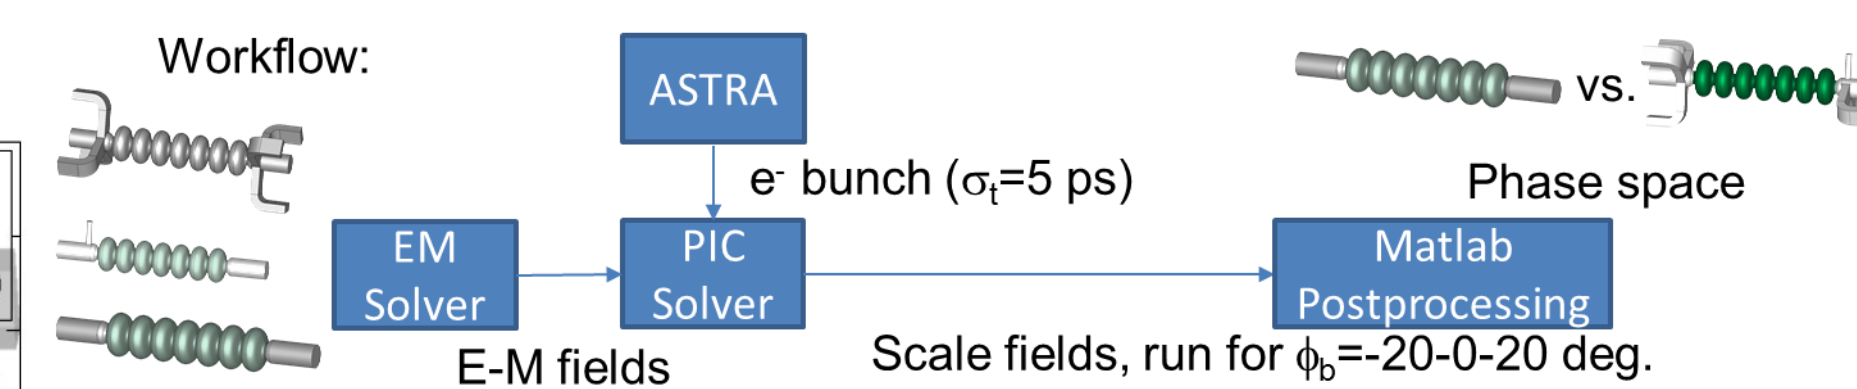 Workflow:
ASTRA
vs.
e- bunch (σt=5 ps)
Phase space
EM
Solver
PIC
Solver
Matlab
Postprocessing
E-M fields
Scale fields, run for ϕb=-20-0-20 deg.